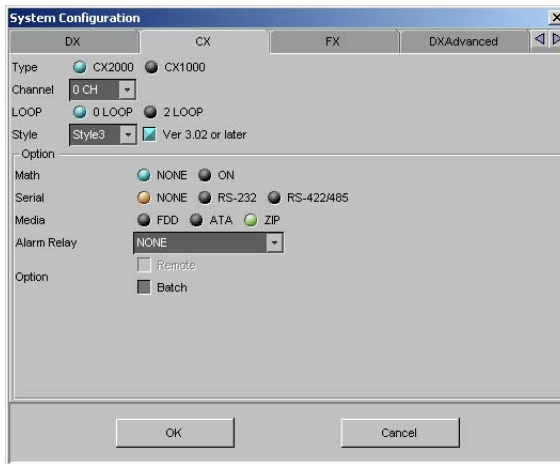 System Configuration
DX CX FX DXAdvanced
Type CX2000 CX1000
Channel 0 CH
LOOP 0 LOOP 2 LOOP
Style Style3 Ver 3.02 or later
Option
Math NONE ON
Serial NONE RS-232 RS-422/485
Media FDD ATA ZIP
Alarm Relay NONE
Remote
Option
Batch
OK Cancel